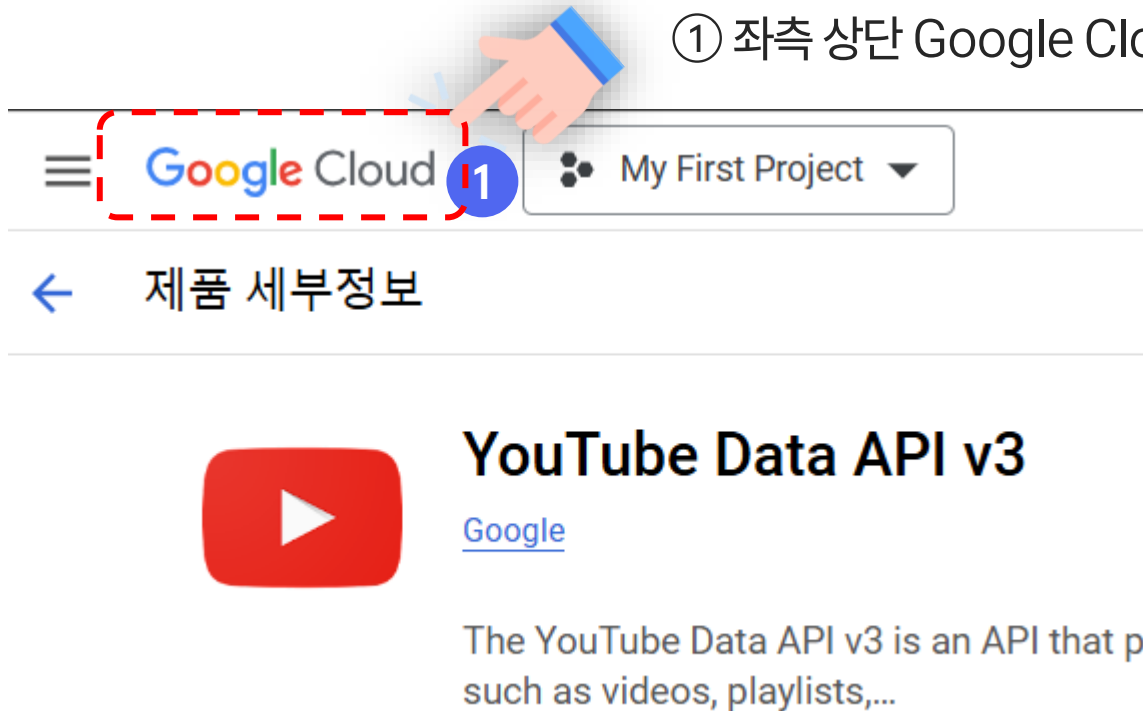 ① 좌측 상단 Google Clo
Google Cloud 1 My First Project
제품 세부정보
YouTube Data API v3
Google
The YouTube Data API v3 is an API that p
such as videos, playlists,...